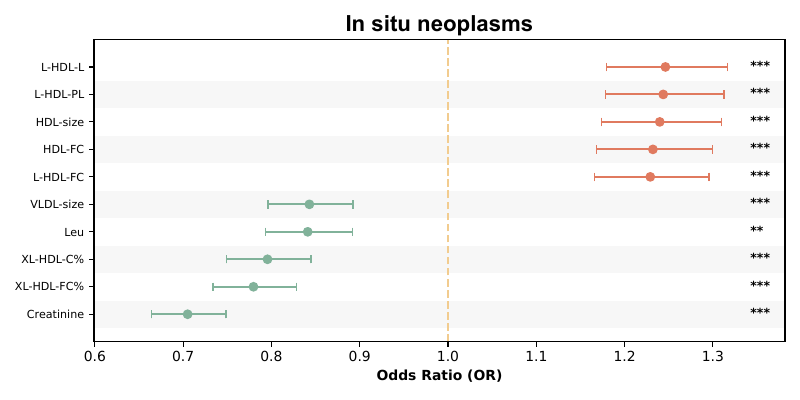 In situ neoplasms
L-HDL-L ***
L-HDL-PL ***
HDL-size ***
HDL-FC ***
L-HDL-FC ***
VLDL-size ***
Leu **
XL-HDL-C% ***
XL-HDL-FC% ***
Creatinine ***
0.6 0.7 0.8 0.9 1.0 1.1 1.2 1.3
Odds Ratio (OR)